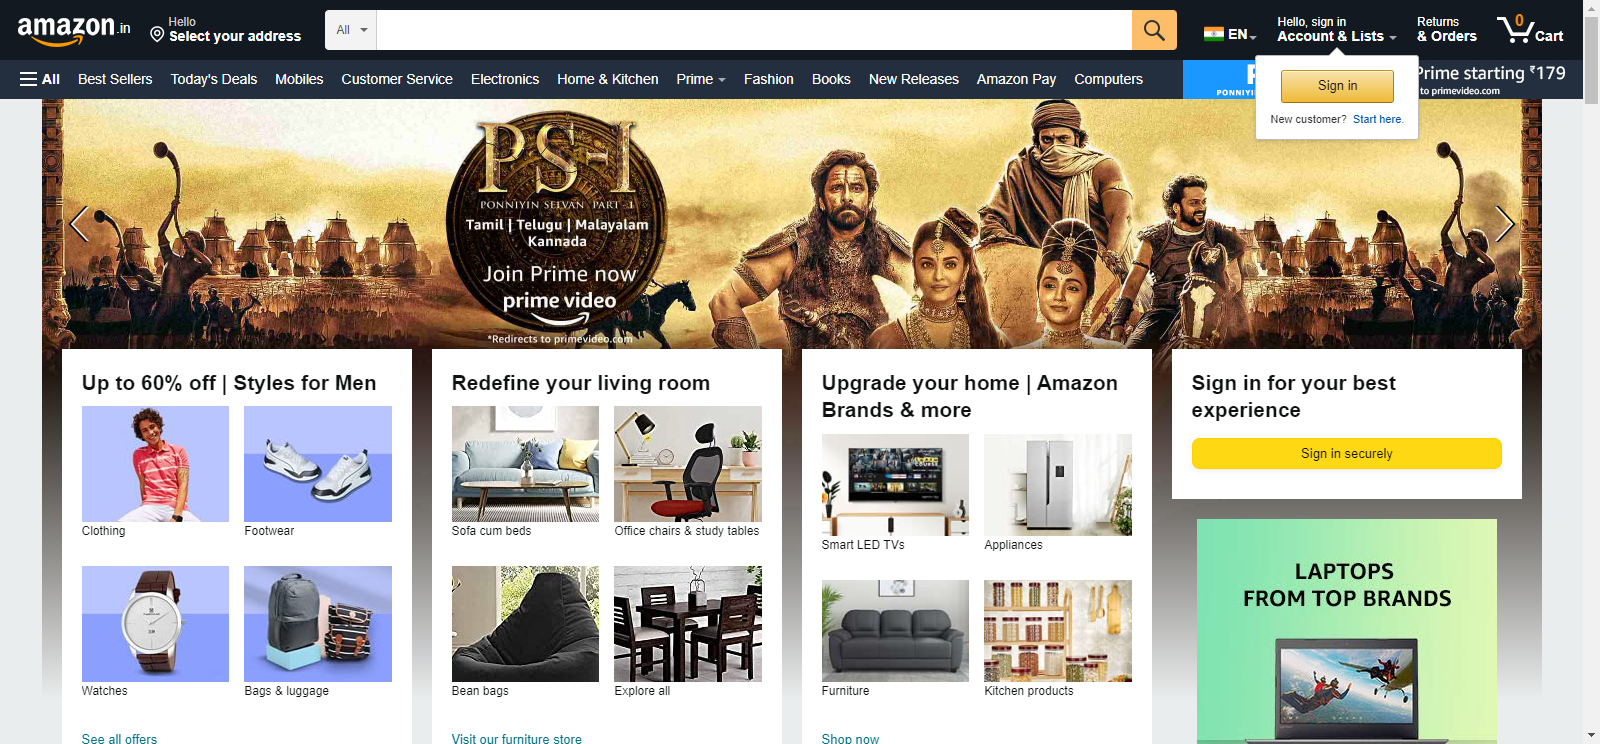 amazon.in
Hello
Select your address
All
EN
Hello, sign in
Account & Lists
Returns
& Orders
0
Cart
All
Best Sellers
Today's Deals
Mobiles
Customer Service
Electronics
Home & Kitchen
Prime
Fashion
Books
New Releases
Amazon Pay
Computers
Prime starting ₹179
to primevideo.com
Sign in
New customer? Start here.
PS-1
PONNIYIN SELVAN PART -1
Tamil | Telugu | Malayalam
Kannada
Join Prime now
prime video
*Redirects to primevideo.com
Up to 60% off | Styles for Men
Clothing
Footwear
Watches
Bags & luggage
See all offers
Redefine your living room
Sofa cum beds
Office chairs & study tables
Bean bags
Explore all
Visit our furniture store
Upgrade your home | Amazon
Brands & more
Smart LED TVs
Appliances
Furniture
Kitchen products
Shop now
Sign in for your best
experience
Sign in securely
LAPTOPS
FROM TOP BRANDS